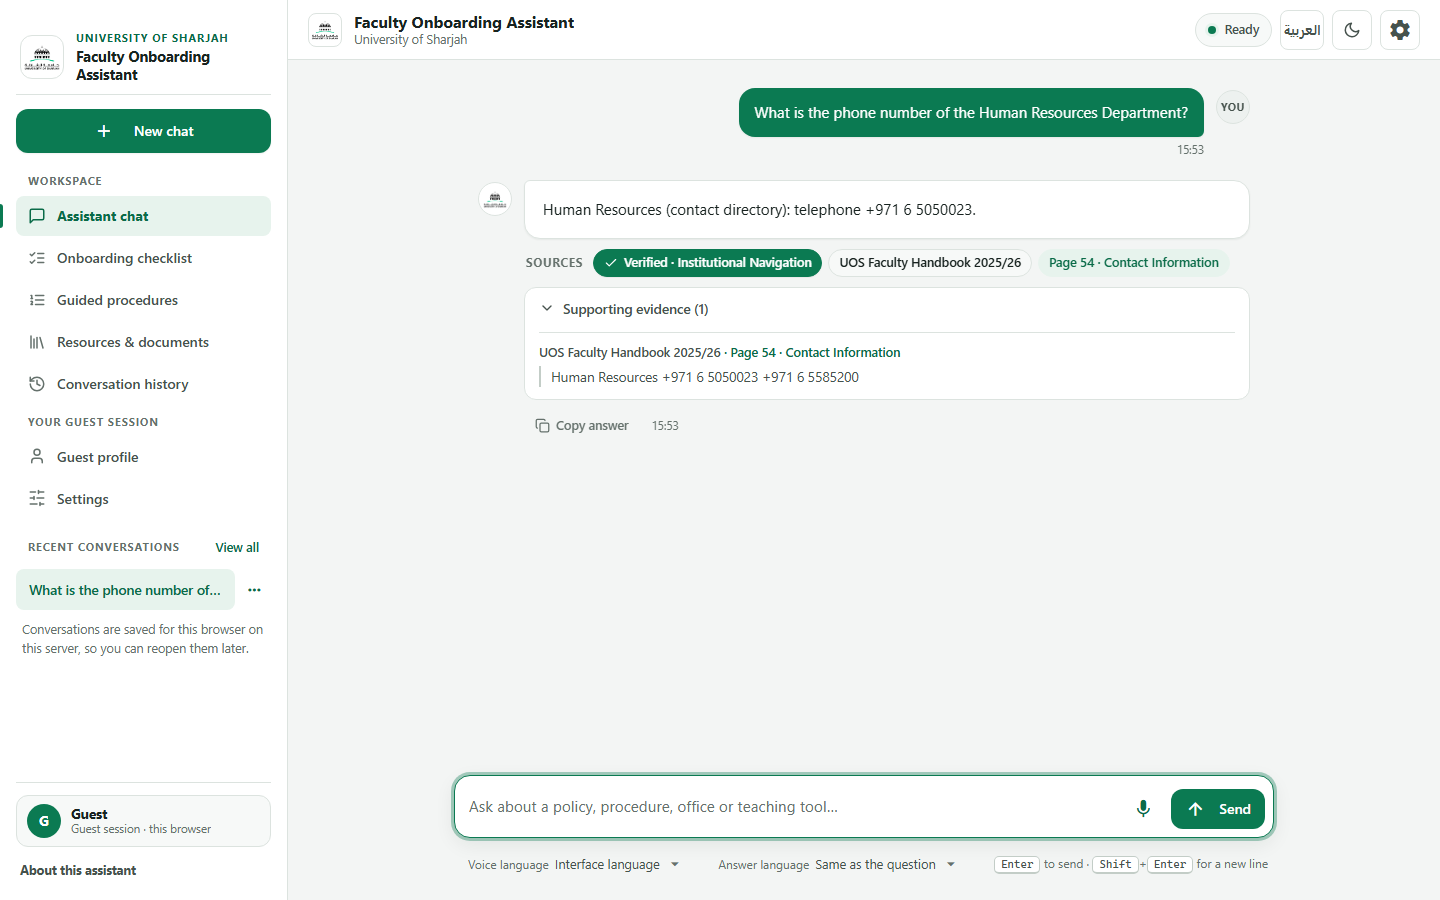 UNIVERSITY OF SHARJAH
Faculty Onboarding
Assistant
New chat
WORKSPACE
Assistant chat
Onboarding checklist
Guided procedures
Resources & documents
Conversation history
YOUR GUEST SESSION
Guest profile
Settings
RECENT CONVERSATIONS View all
What is the phone number of...
Conversations are saved for this browser on
this server, so you can reopen them later.
G
Guest
Guest session · this browser
About this assistant
Faculty Onboarding Assistant
University of Sharjah
Ready
العربية
What is the phone number of the Human Resources Department?
YOU
15:53
Human Resources (contact directory): telephone +971 6 5050023.
SOURCES Verified · Institutional Navigation UOS Faculty Handbook 2025/26 Page 54 · Contact Information
Supporting evidence (1)
UOS Faculty Handbook 2025/26 · Page 54 · Contact Information
Human Resources +971 6 5050023 +971 6 5585200
Copy answer 15:53
Ask about a policy, procedure, office or teaching tool...
Send
Voice language Interface language Answer language Same as the question Enter to send · Shift + Enter for a new line